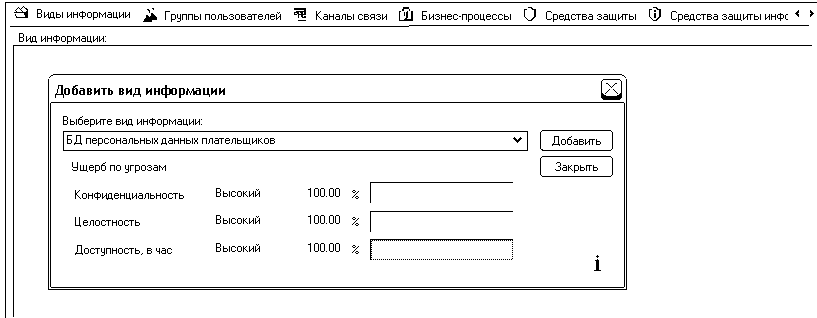 Виды информации Группы пользователей Каналы связи Бизнес-процессы Средства защиты Средства защиты инфо
Вид информации:
Добавить вид информации
Выберите вид информации:
БД персональных данных плательщиков Добавить
Ущерб по угрозам Закрыть
Конфиденциальность Высокий 100.00 %
Целостность Высокий 100.00 %
Доступность, в час Высокий 100.00 %